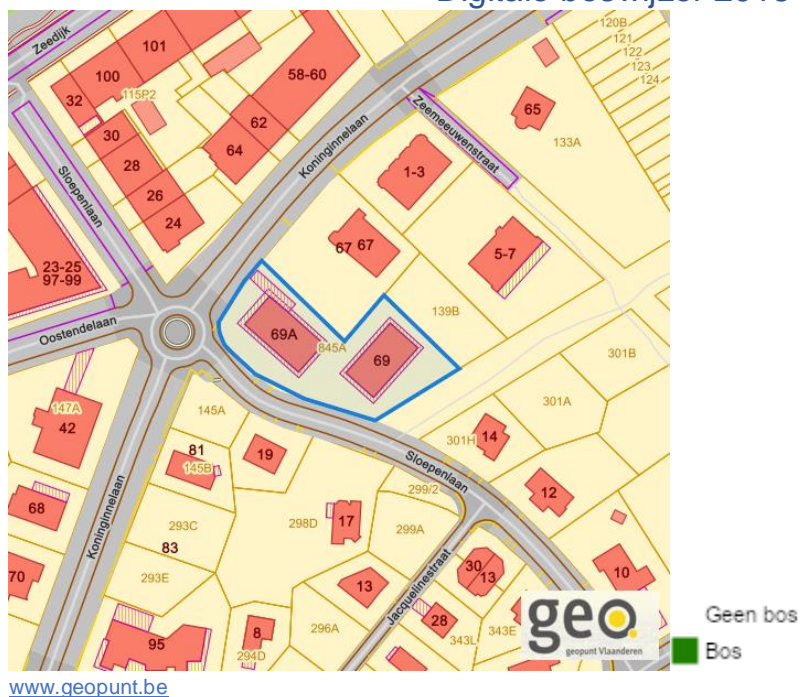 Zeedijk
101
100
58-60
32
115P2
30
62
28
64
26
24
Sloepenlaan
Koninginnelaan
Zeemeeuwenstraat
65
133A
120B
121
122
123
124
1-3
67 67
5-7
23-25
97-99
Oostendelaan
69A
845A
69
139B
301B
301A
147A
42
145A
81
145B
19
301H
14
Sloepenlaan
12
299/2
68
Koninginnelaan
293C
83
298D
17
299A
70
293E
13
Jacquelinestraat
30
13
10
95
8
294D
296A
28
343L
343E
geo.
geopunt Vlaanderen
Geen bos
Bos
www.geopunt.be